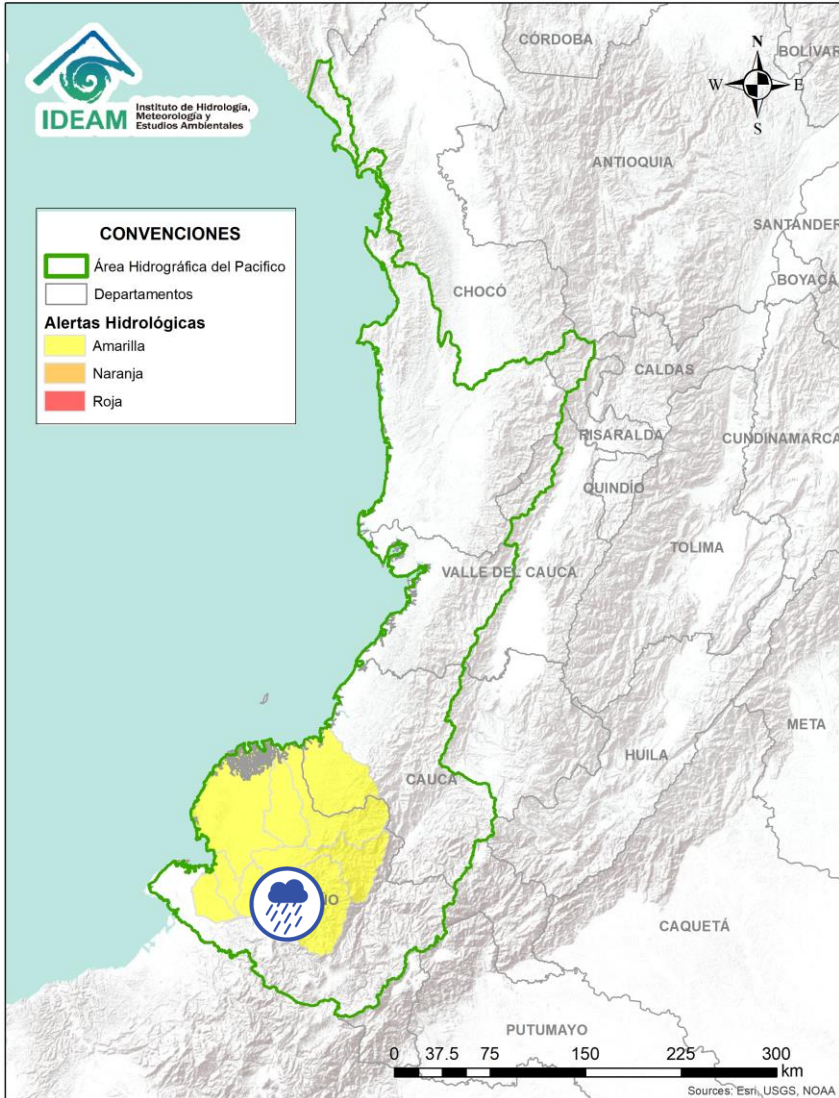 IDEAM
Instituto de Hidrología,
Meteorología y
Estudios Ambientales
N
W
E
S
CÓRDOBA
BOLÍVAR
ANTIOQUIA
SANTANDER
BOYACÁ
CONVENCIONES
Área Hidrográfica del Pacifico
Departamentos
Alertas Hidrológicas
Amarilla
Naranja
Roja
CHOCÓ
CALDAS
RISARALDA
CUNDINAMARCA
QUINDÍO
TOLIMA
VALLE DEL CAUCA
META
HUILA
CAUCA
ÑO
CAQUETÁ
PUTUMAYO
0 37.5 75 150 225 300
km
Sources: Esri, USGS, NOAA